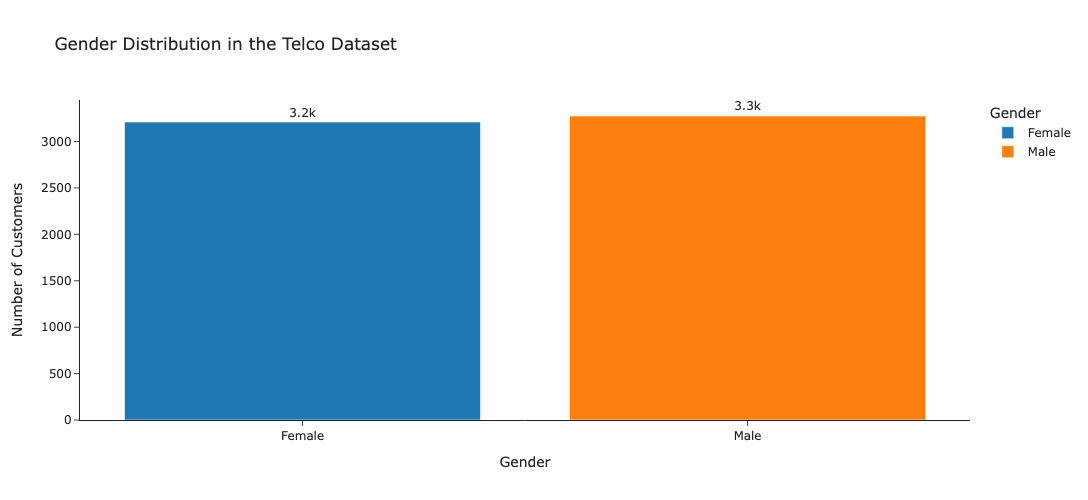 Gender Distribution in the Telco Dataset
3.2k
3.3k
Gender
Female
Male
Number of Customers
3000
2500
2000
1500
1000
500
0
Female
Male
Gender